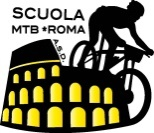 SCUOLA
MTB ★ ROMA
A.S.D.